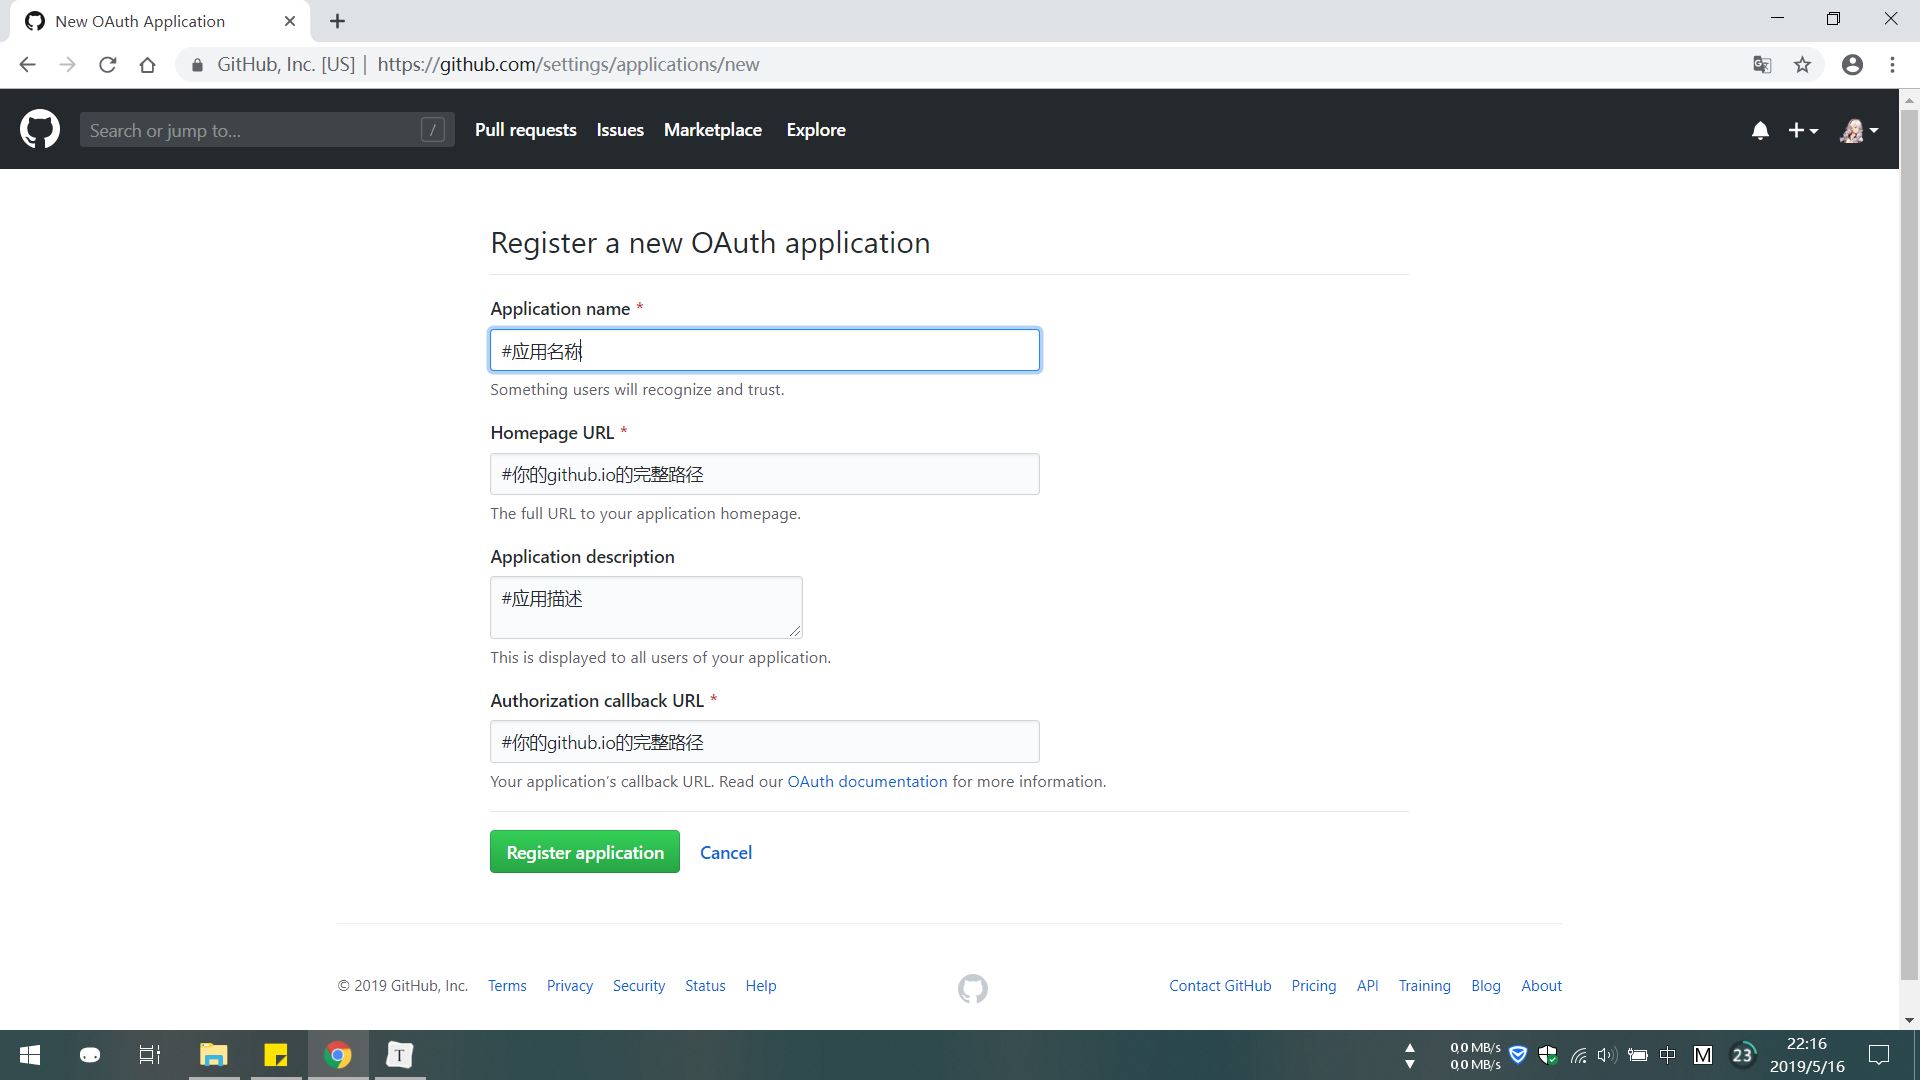 New OAuth Application
GitHub, Inc. [US] | https://github.com/settings/applications/new
Search or jump to... / Pull requests Issues Marketplace Explore
Register a new OAuth application
Application name *
#应用名称
Something users will recognize and trust.
Homepage URL *
#你的github.io的完整路径
The full URL to your application homepage.
Application description
#应用描述
This is displayed to all users of your application.
Authorization callback URL *
#你的github.io的完整路径
Your application's callback URL. Read our OAuth documentation for more information.
Register application Cancel
© 2019 GitHub, Inc. Terms Privacy Security Status Help Contact GitHub Pricing API Training Blog About
T
0,0 MB/s
0,0 MB/s
中 M 23
22:16
2019/5/16